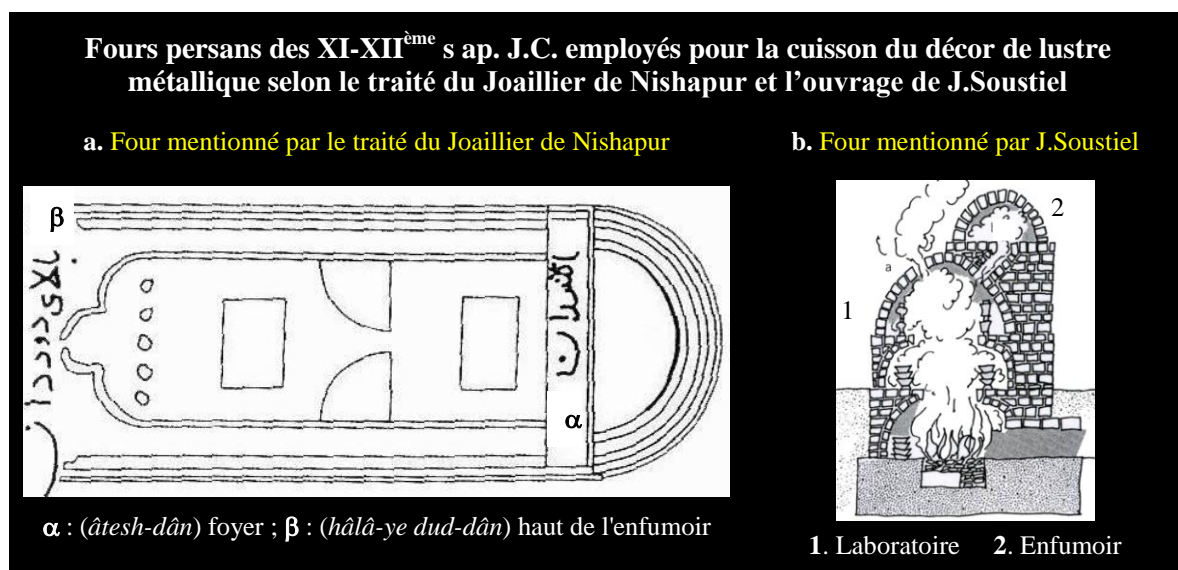 Fours persans des XI-XIIème s ap. J.C. employés pour la cuisson du décor de lustre
métallique selon le traité du Joaillier de Nishapur et l’ouvrage de J.Soustiel
a. Four mentionné par le traité du Joaillier de Nishapur
b. Four mentionné par J.Soustiel
β
α
2
a
1
α : (âtesh-dân) foyer ; β : (hâlâ-ye dud-dân) haut de l'enfumoir
1. Laboratoire 2. Enfumoir